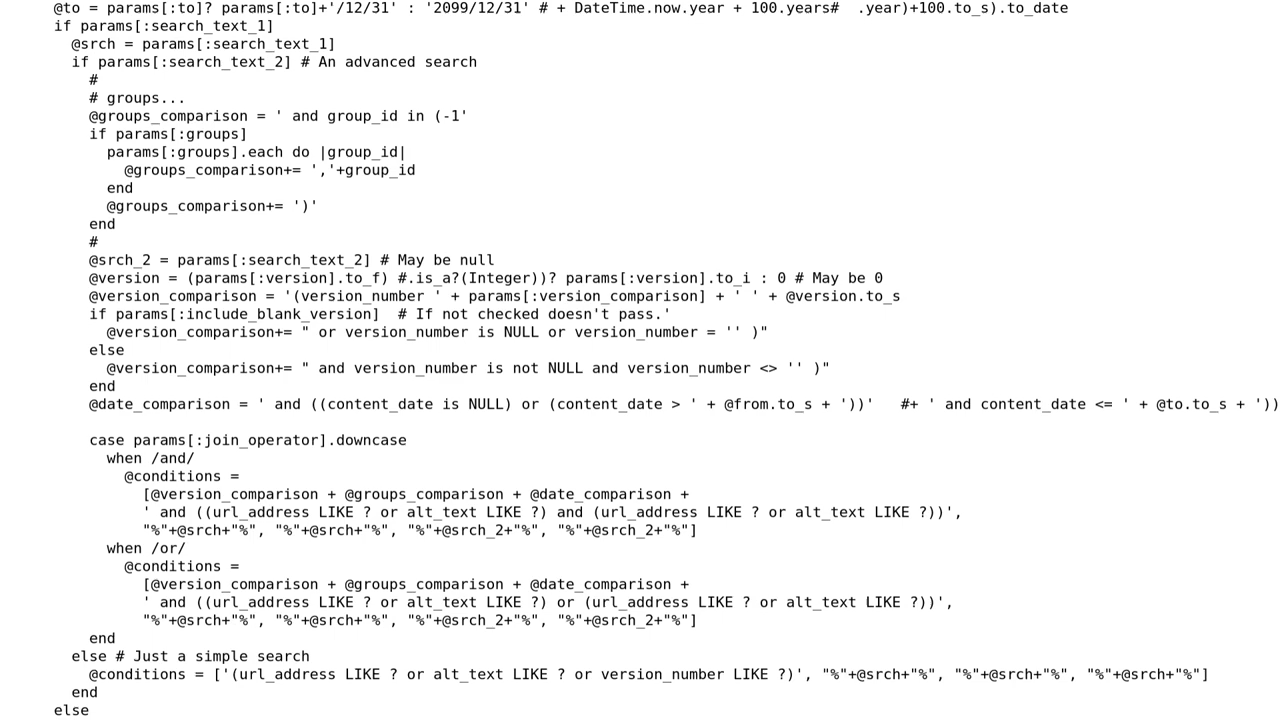 @to = params[:to]? params[:to]+'/12/31' : '2099/12/31' # + DateTime.now.year + 100.years#  .year)+100.to_s).to_date
if params[:search_text_1]
  @srch = params[:search_text_1]
  if params[:search_text_2] # An advanced search
    #
    # groups...
    @groups_comparison = ' and group_id in (-1'
    if params[:groups]
      params[:groups].each do |group_id|
        @groups_comparison+= ','+group_id
      end
      @groups_comparison+= ')'
    end
    #
    @srch_2 = params[:search_text_2] # May be null
    @version = (params[:version].to_f) #.is_a?(Integer))? params[:version].to_i : 0 # May be 0
    @version_comparison = '(version_number ' + params[:version_comparison] + ' ' + @version.to_s
    if params[:include_blank_version]  # If not checked doesn't pass.'
      @version_comparison+= " or version_number is NULL or version_number = '' )"
    else
      @version_comparison+= " and version_number is not NULL and version_number <> '' )"
    end
    @date_comparison = ' and ((content_date is NULL) or (content_date > ' + @from.to_s + '))'   #+ ' and content_date <= ' + @to.to_s + '))
    case params[:join_operator].downcase
      when /and/
        @conditions =
          [@version_comparison + @groups_comparison + @date_comparison +
          ' and ((url_address LIKE ? or alt_text LIKE ?) and (url_address LIKE ? or alt_text LIKE ?))',
          "%"+@srch+"%", "%"+@srch+"%", "%"+@srch_2+"%", "%"+@srch_2+"%"]
      when /or/
        @conditions =
          [@version_comparison + @groups_comparison + @date_comparison +
          ' and ((url_address LIKE ? or alt_text LIKE ?) or (url_address LIKE ? or alt_text LIKE ?))',
          "%"+@srch+"%", "%"+@srch+"%", "%"+@srch_2+"%", "%"+@srch_2+"%"]
    end
  else # Just a simple search
    @conditions = ['(url_address LIKE ? or alt_text LIKE ? or version_number LIKE ?)', "%"+@srch+"%", "%"+@srch+"%", "%"+@srch+"%"]
  end
else